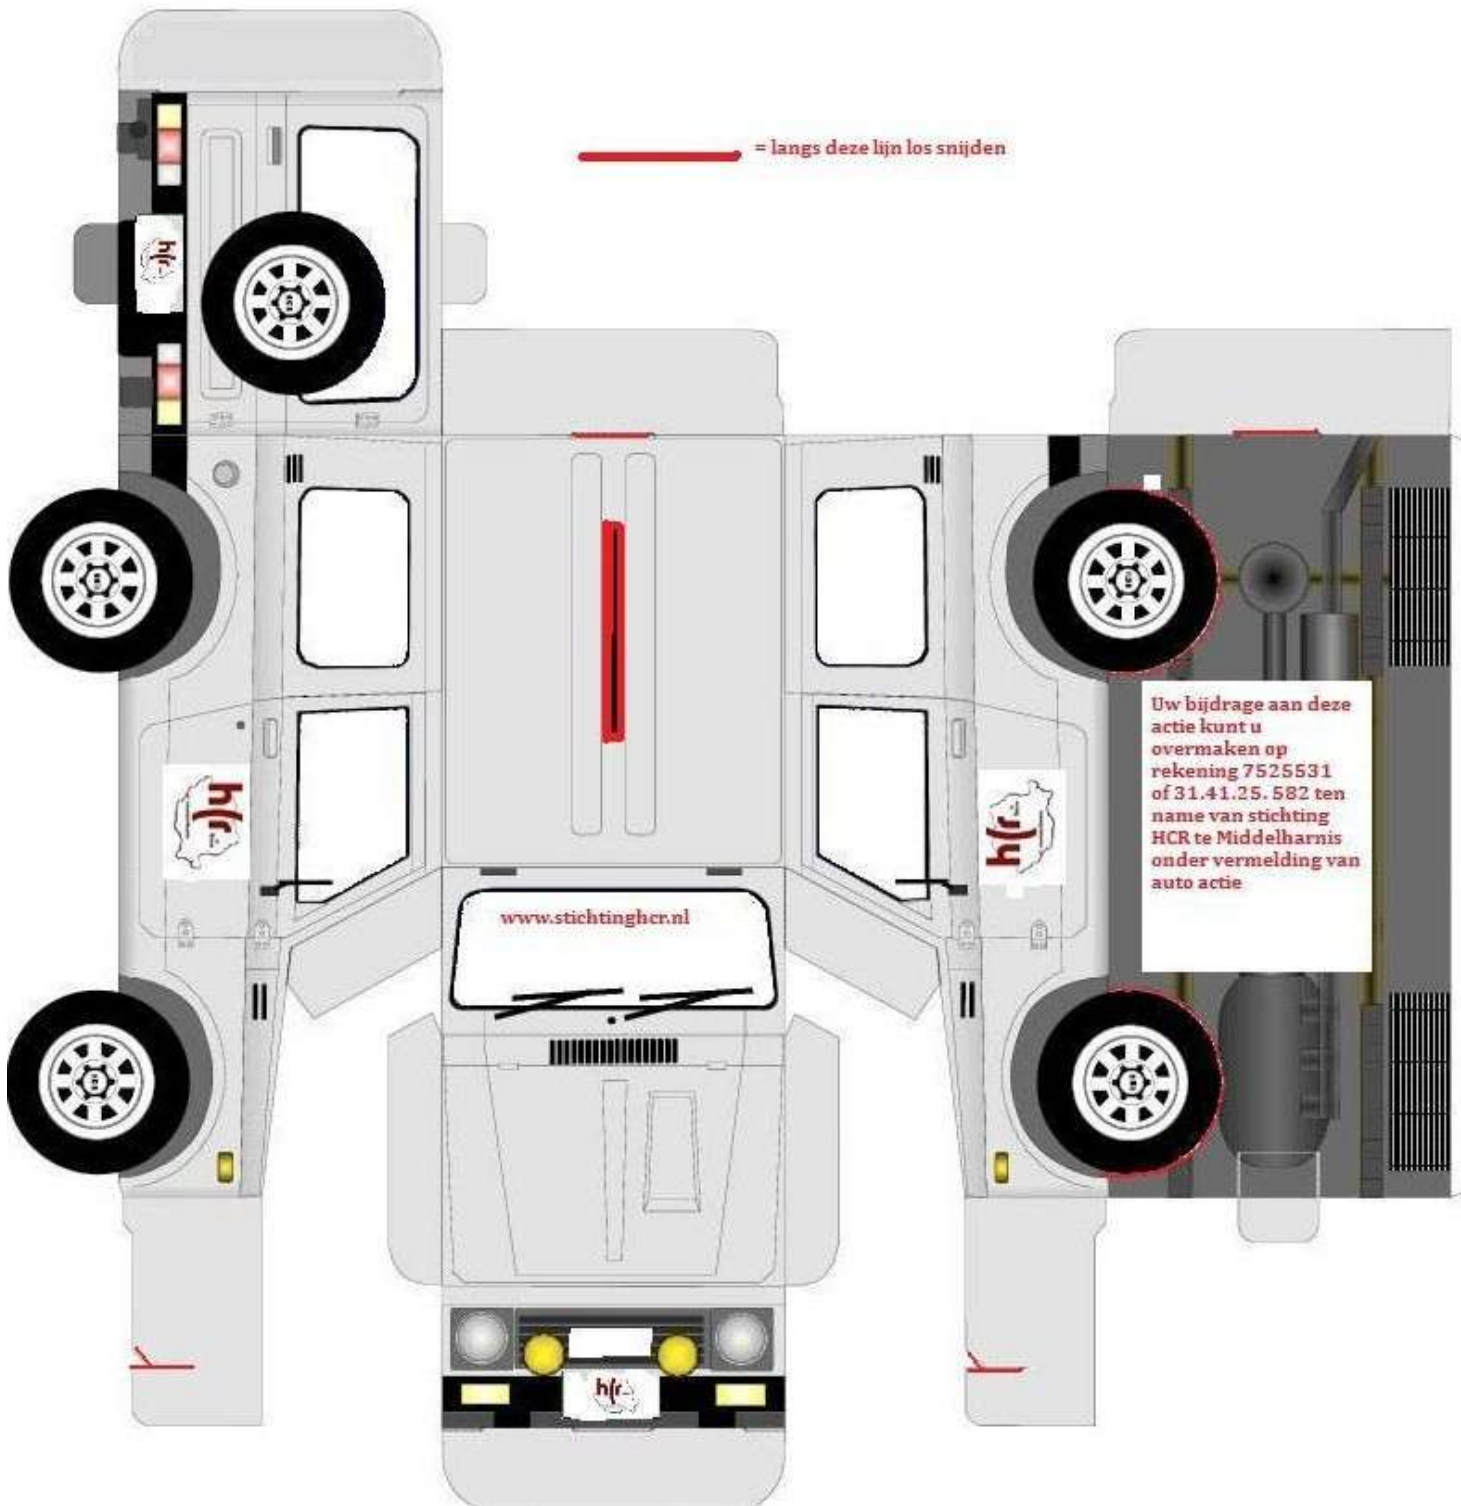 = langs deze lijn los snijden
hfr
Uw bijdrage aan deze
actie kunt u
overmaken op
rekening 7525531
of 31.41.25. 582 ten
name van stichting
HCR te Middelharnis
onder vermelding van
auto actie
h(r
h(r
www.stichtinghcr.nl
h(r